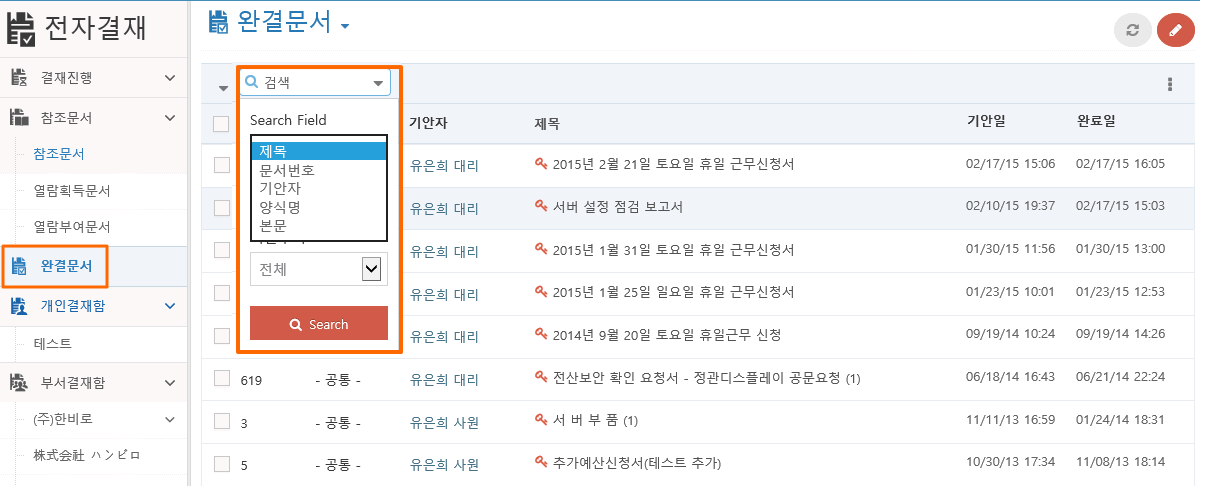 전자결재
결재진행
참조문서
참조문서
열람획득문서
열람부여문서
완결문서
개인결재함
테스트
부서결재함
(주)한비로
株式会社 ハンビロ
완결문서
검색
Search Field
제목
문서번호
기안자
양식명
본문
전체
Search
기안자 제목 기안일 완료일
유은희 대리 2015년 2월 21일 토요일 휴일 근무신청서 02/17/15 15:06 02/17/15 16:05
유은희 대리 서버 설정 점검 보고서 02/10/15 19:37 02/17/15 15:03
유은희 대리 2015년 1월 31일 토요일 휴일 근무신청서 01/30/15 11:56 01/30/15 13:00
유은희 대리 2015년 1월 25일 일요일 휴일 근무신청서 01/23/15 10:01 01/23/15 12:53
유은희 대리 2014년 9월 20일 토요일 휴일근무 신청 09/19/14 10:24 09/19/14 14:26
619 - 공통 - 유은희 대리 전산보안 확인 요청서 - 정관디스플레이 공문요청 (1) 06/18/14 16:43 06/21/14 22:24
3 - 공통 - 유은희 사원 서 버 부 품 (1) 11/11/13 16:59 01/24/14 18:31
5 - 공통 - 유은희 사원 추가예산신청서(테스트 추가) 10/30/13 17:34 11/08/13 18:14